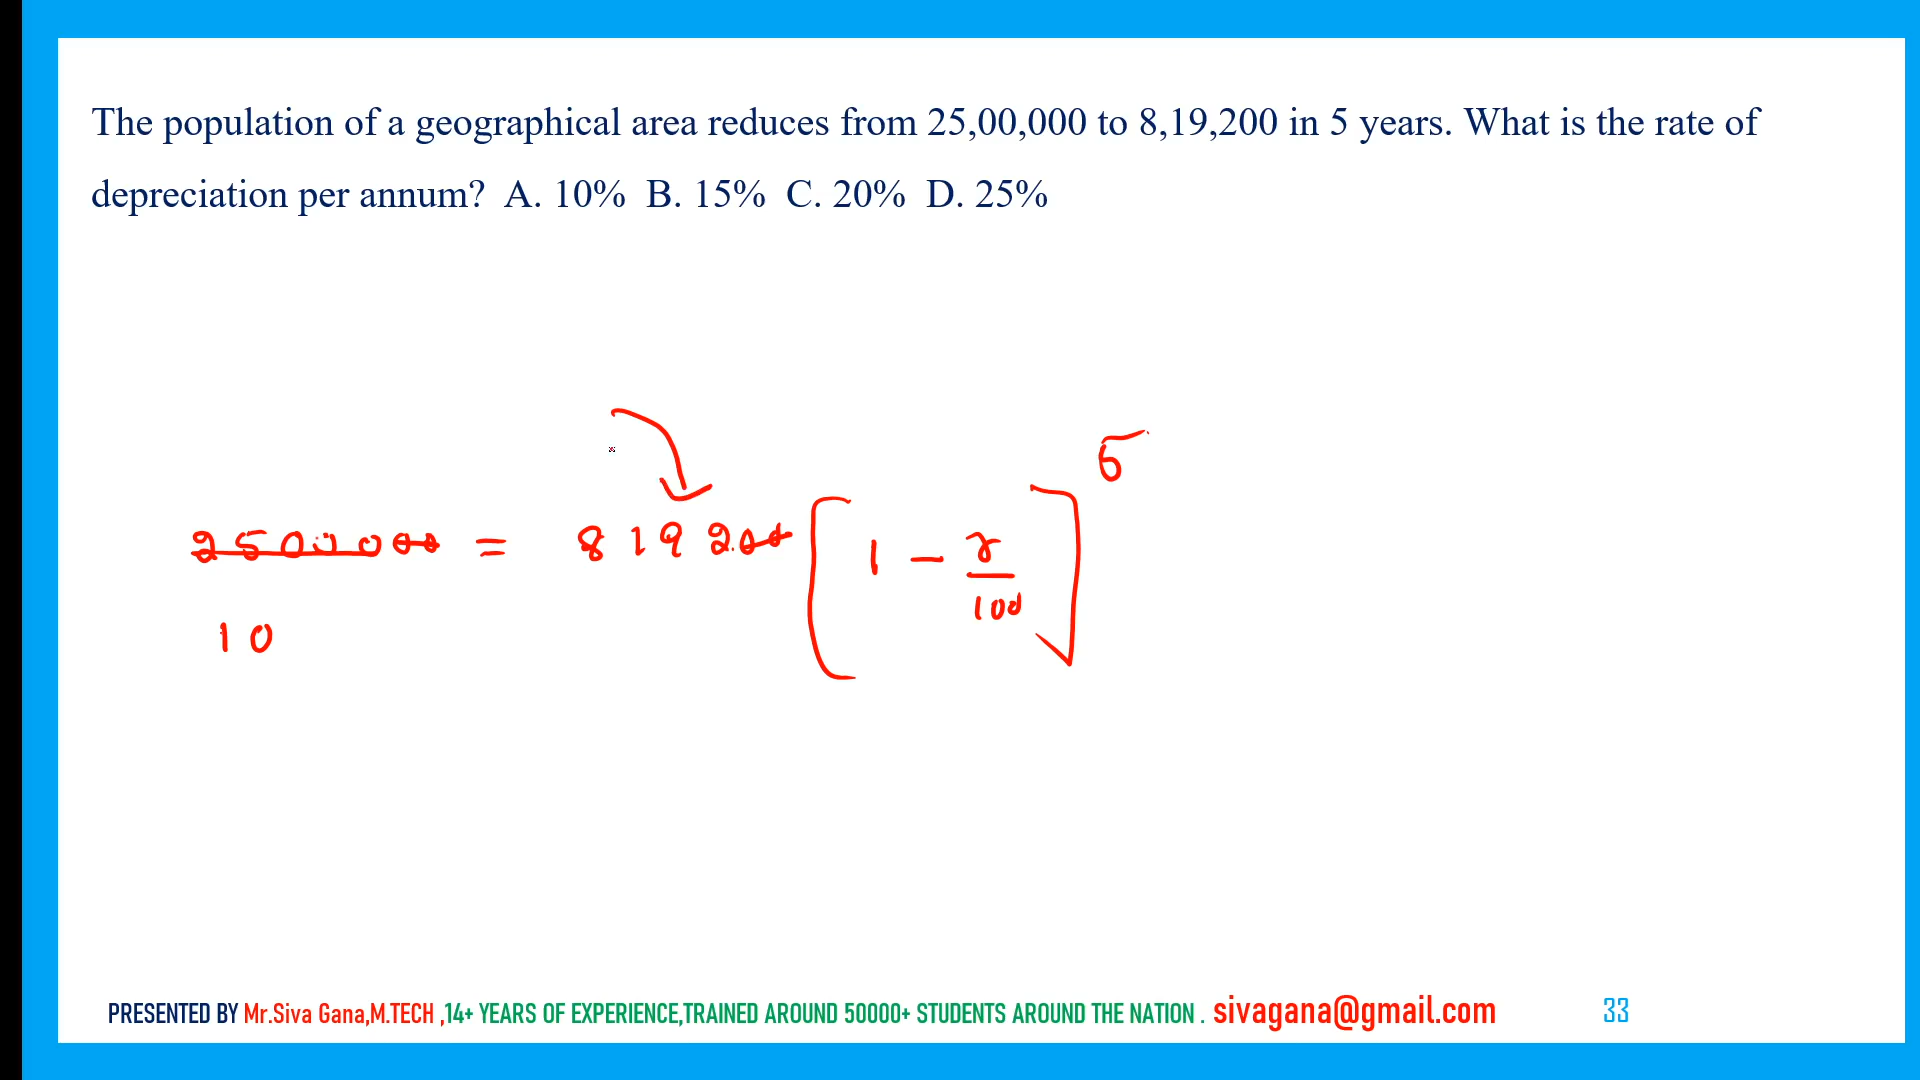 The population of a geographical area reduces from 25,00,000 to 8,19,200 in 5 years. What is the rate of
depreciation per annum?  A. 10%  B. 15%  C. 20%  D. 25%
2500000 = 819200 [1 - r/100]^5
10
PRESENTED BY Mr.Siva Gana,M.TECH ,14+ YEARS OF EXPERIENCE,TRAINED AROUND 50000+ STUDENTS AROUND THE NATION . sivagana@gmail.com 33